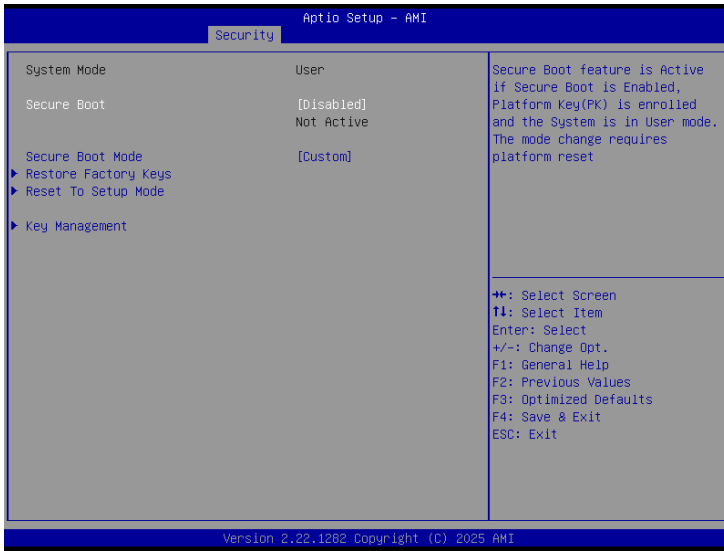 Aptio Setup – AMI
Security
System Mode User
Secure Boot [Disabled]
Not Active
Secure Boot Mode [Custom]
Restore Factory Keys
Reset To Setup Mode
Key Management
Secure Boot feature is Active
if Secure Boot is Enabled,
Platform Key(PK) is enrolled
and the System is in User mode.
The mode change requires
platform reset
→←: Select Screen
↑↓: Select Item
Enter: Select
+/-: Change Opt.
F1: General Help
F2: Previous Values
F3: Optimized Defaults
F4: Save & Exit
ESC: Exit
Version 2.22.1282 Copyright (C) 2025 AMI